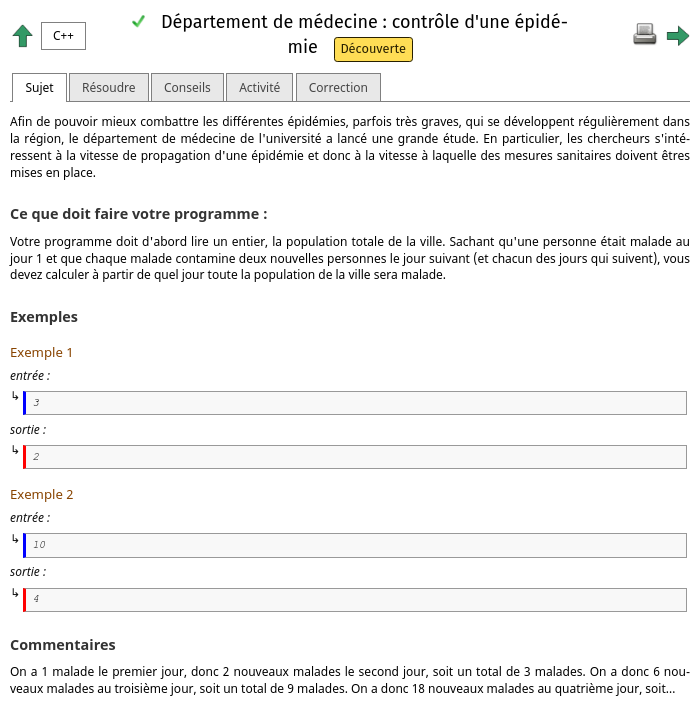 C++
Département de médecine : contrôle d'une épidé-
mie
Découverte
Sujet
Résoudre
Conseils
Activité
Correction
Afin de pouvoir mieux combattre les différentes épidémies, parfois très graves, qui se développent régulièrement dans
la région, le département de médecine de l'université a lancé une grande étude. En particulier, les chercheurs s'inté-
ressent à la vitesse de propagation d'une épidémie et donc à la vitesse à laquelle des mesures sanitaires doivent êtres
mises en place.
Ce que doit faire votre programme :
Votre programme doit d'abord lire un entier, la population totale de la ville. Sachant qu'une personne était malade au
jour 1 et que chaque malade contamine deux nouvelles personnes le jour suivant (et chacun des jours qui suivent), vous
devez calculer à partir de quel jour toute la population de la ville sera malade.
Exemples
Exemple 1
entrée :
3
sortie :
2
Exemple 2
entrée :
10
sortie :
4
Commentaires
On a 1 malade le premier jour, donc 2 nouveaux malades le second jour, soit un total de 3 malades. On a donc 6 nou-
veaux malades au troisième jour, soit un total de 9 malades. On a donc 18 nouveaux malades au quatrième jour, soit...